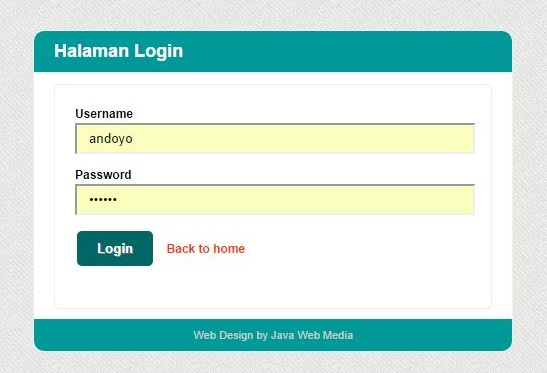 Halaman Login
Username
andoyo
Password
••••••
Login Back to home
Web Design by Java Web Media